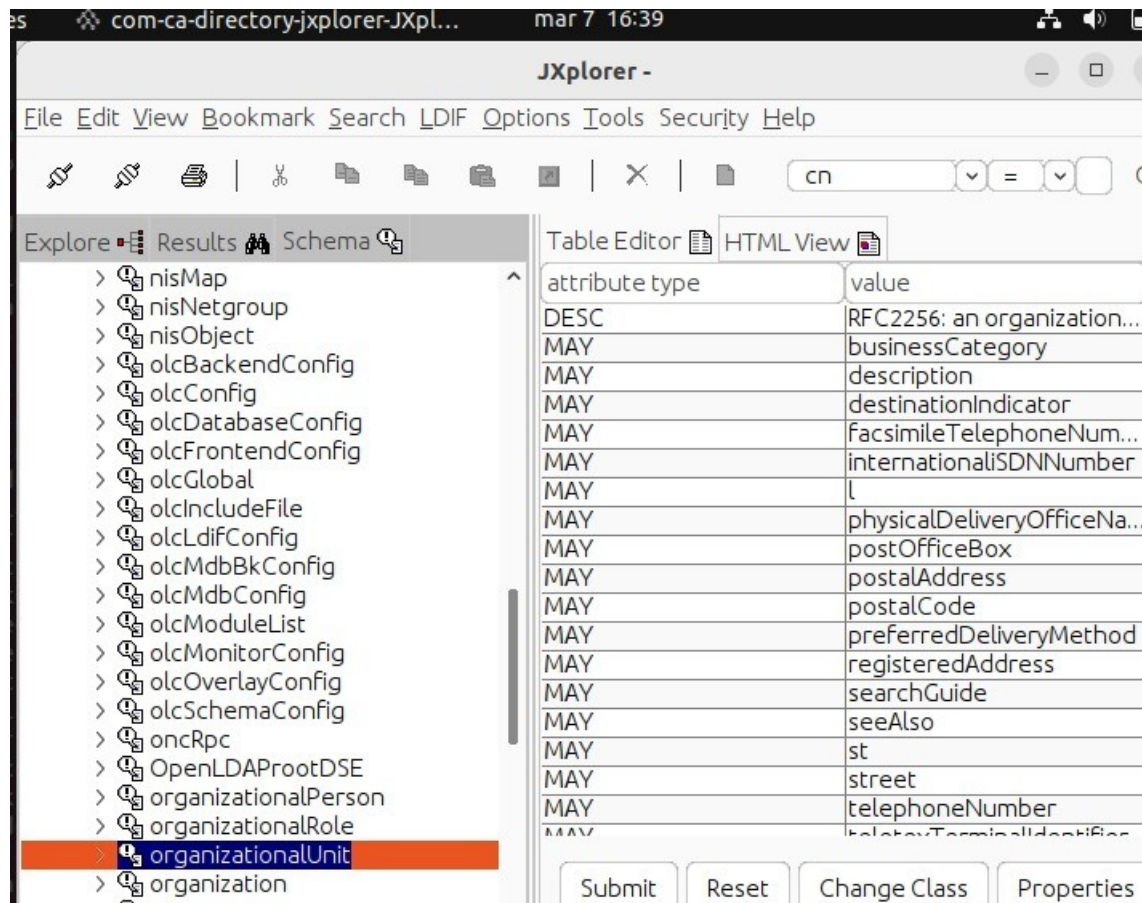 es com-ca-directory-jxplorer-JXpl... mar 7 16:39
JXplorer -
File Edit View Bookmark Search LDIF Options Tools Security Help
cn =
Explore Results Schema
Table Editor HTML View
nisMap
nisNetgroup
nisObject
olcBackendConfig
olcConfig
olcDatabaseConfig
olcFrontendConfig
olcGlobal
olcIncludeFile
olcLdifConfig
olcMdbBkConfig
olcMdbConfig
olcModuleList
olcMonitorConfig
olcOverlayConfig
olcSchemaConfig
oncRpc
OpenLDAProotDSE
organizationalPerson
organizationalRole
organizationalUnit
organization
attribute type value
DESC RFC2256: an organization...
MAY businessCategory
MAY description
MAY destinationIndicator
MAY facsimileTelephoneNum...
MAY internationaliSDNNumber
MAY l
MAY physicalDeliveryOfficeNa...
MAY postOfficeBox
MAY postalAddress
MAY postalCode
MAY preferredDeliveryMethod
MAY registeredAddress
MAY searchGuide
MAY seeAlso
MAY st
MAY street
MAY telephoneNumber
MAY teletexTerminalIdentifier
Submit Reset Change Class Properties